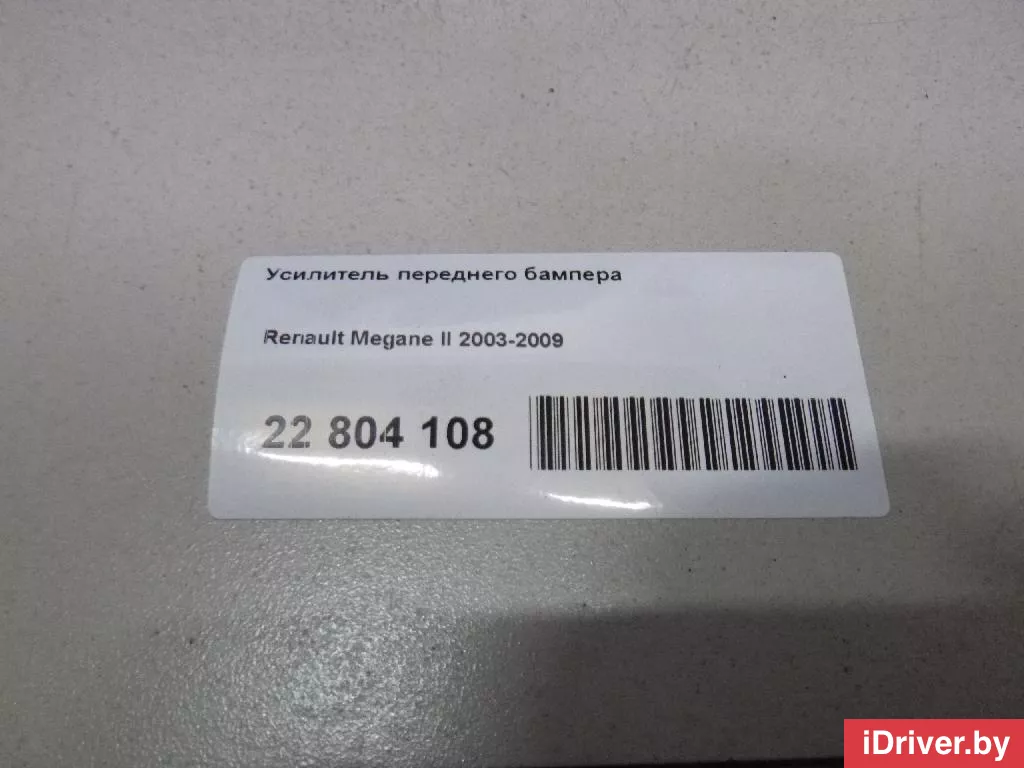 Усилитель переднего бампера
Renault Megane II 2003-2009
22 804 108
iDriver.by